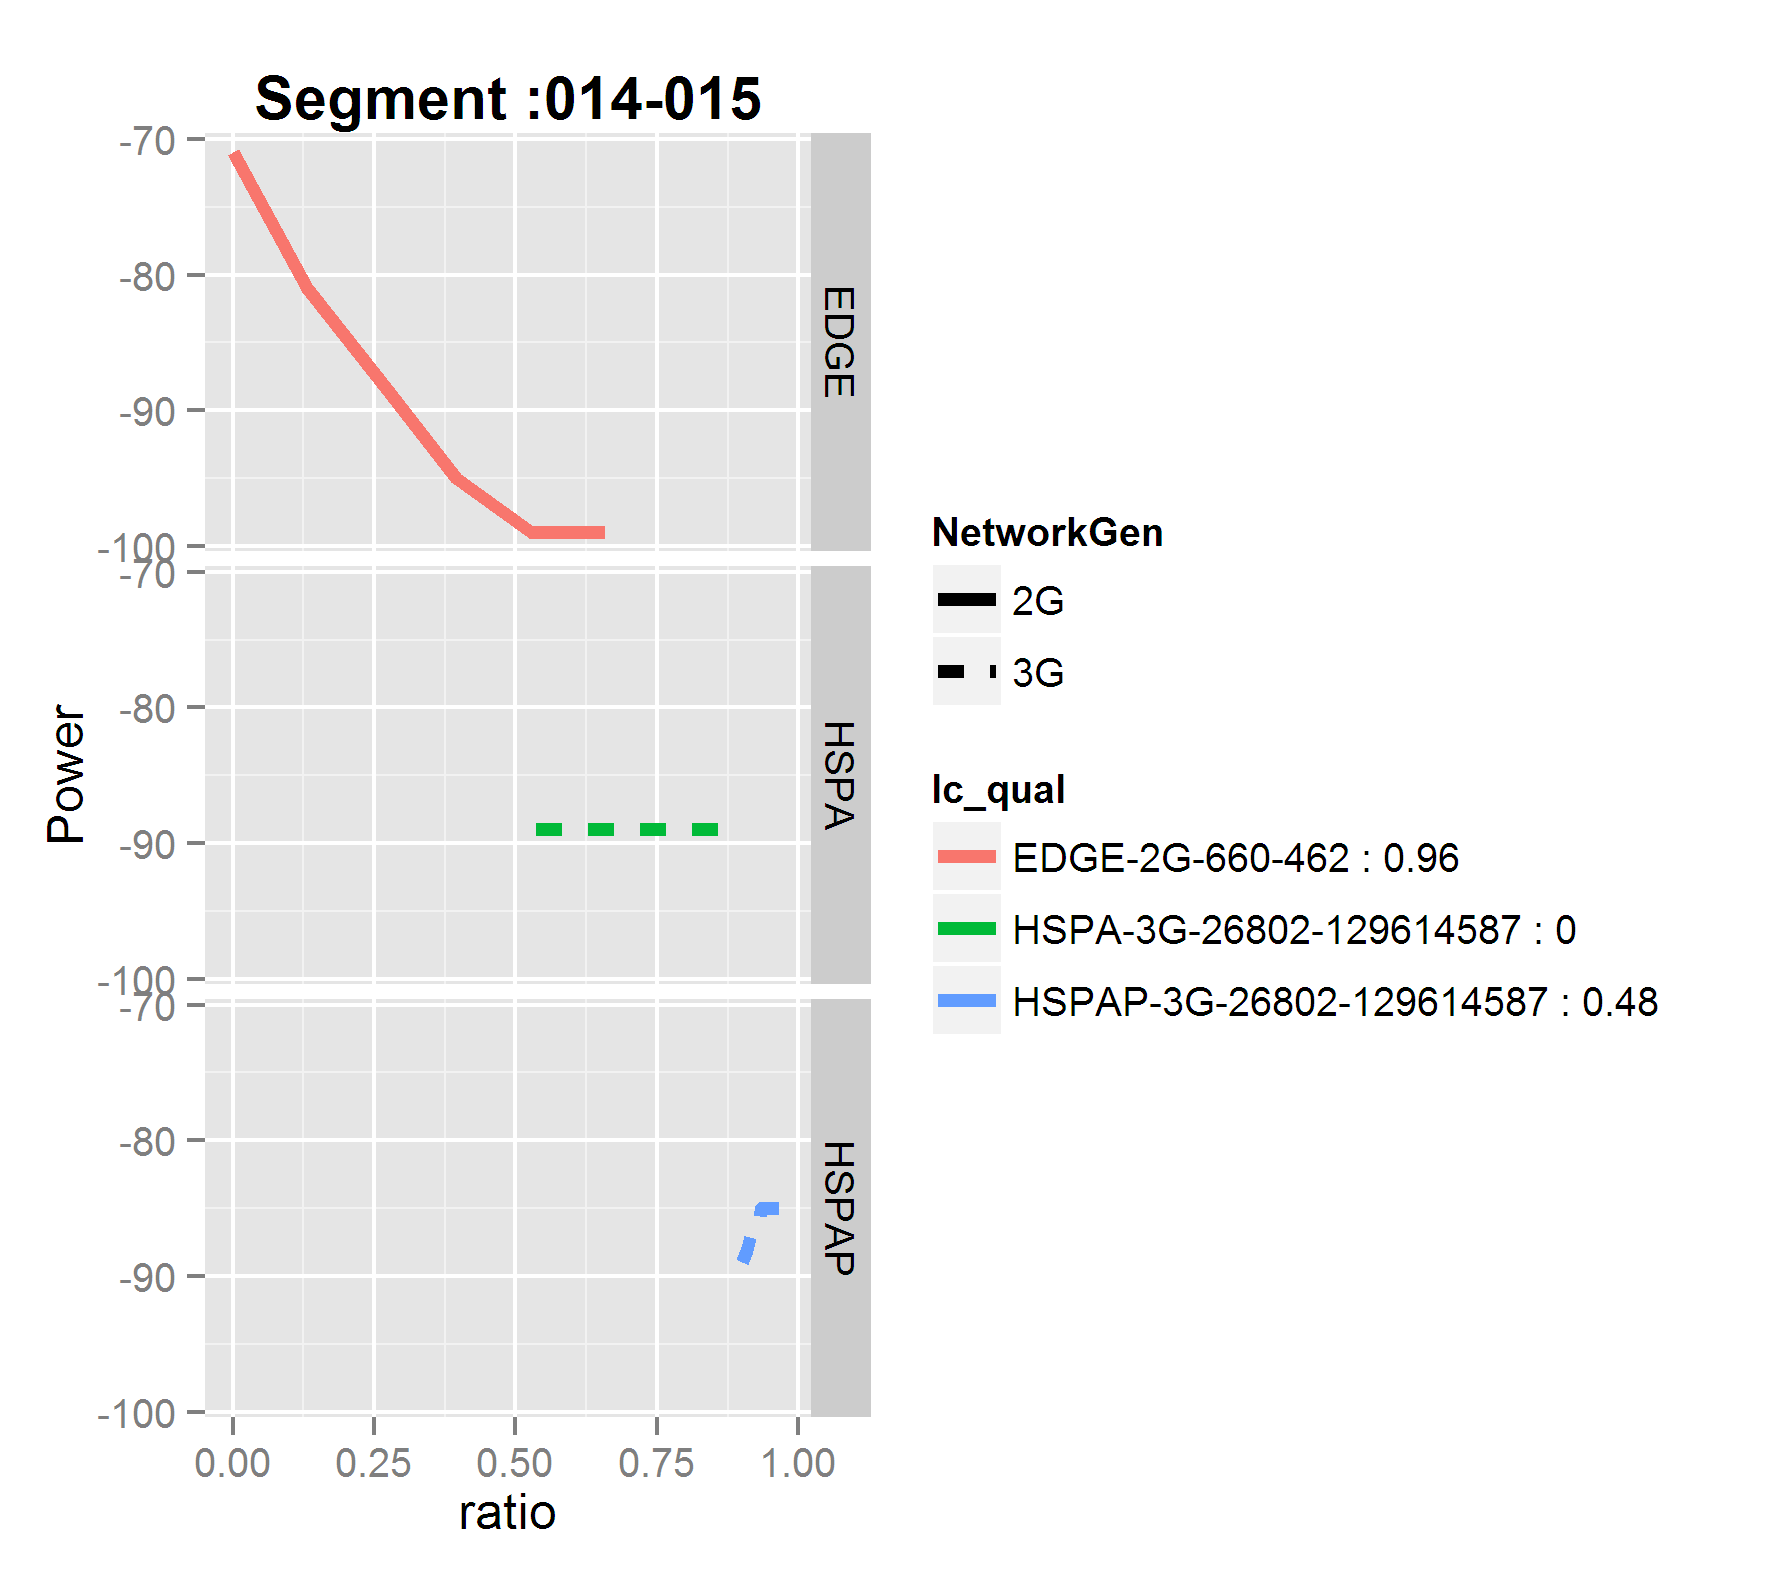 Segment :014-015
-70
-80
-90
-100
EDGE
-70
-80
-90
-100
HSPA
-70
-80
-90
-100
HSPAP
Power
0.00 0.25 0.50 0.75 1.00
ratio
NetworkGen
2G
3G
lc_qual
EDGE-2G-660-462 : 0.96
HSPA-3G-26802-129614587 : 0
HSPAP-3G-26802-129614587 : 0.48